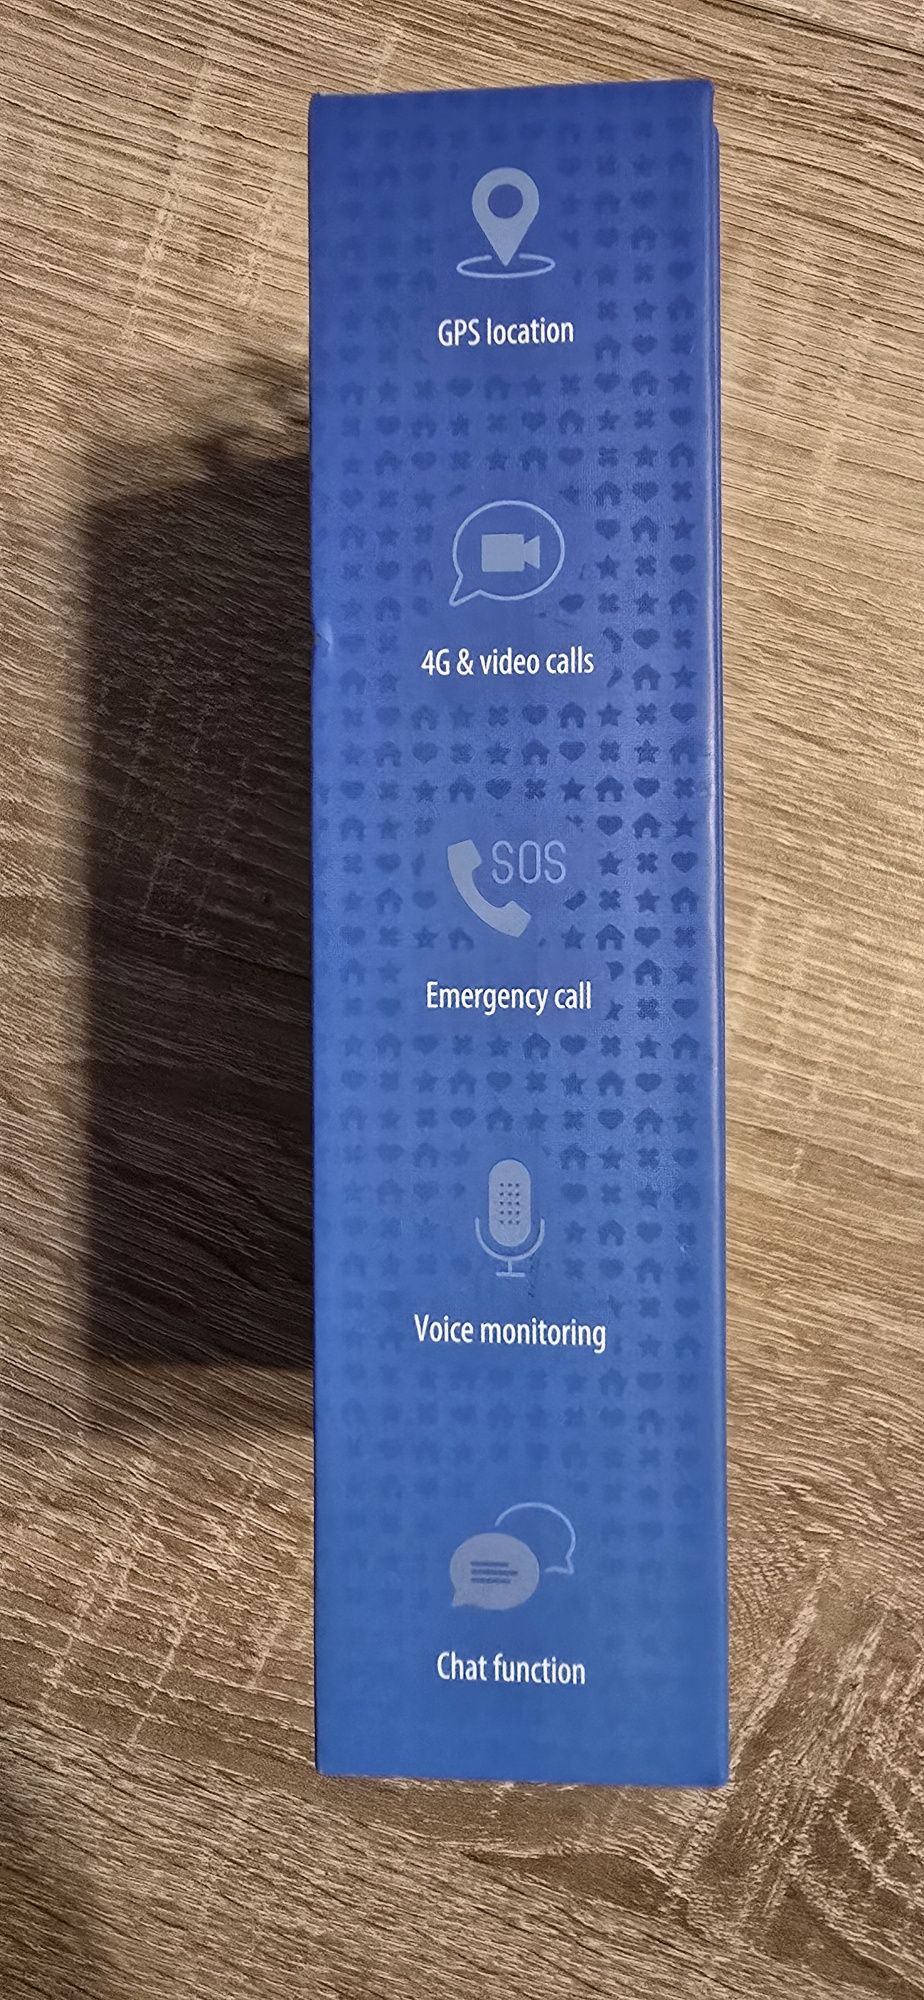 GPS location
4G & video calls
SOS
Emergency call
Voice monitoring
Chat function